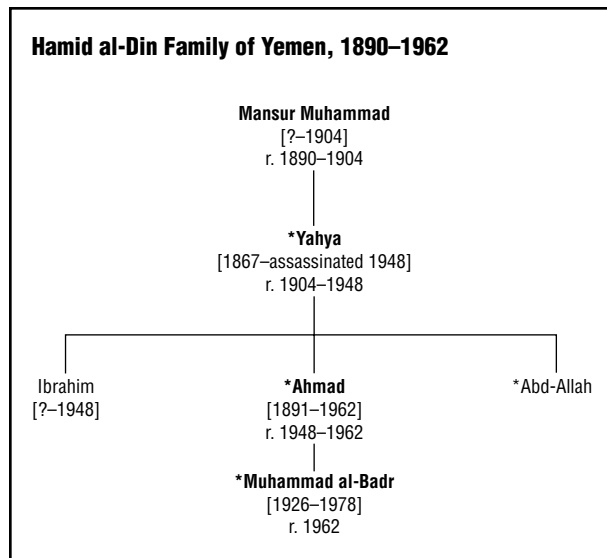 Hamid al-Din Family of Yemen, 1890–1962
Mansur Muhammad
[?–1904]
r. 1890–1904
*Yahya
[1867–assassinated 1948]
r. 1904–1948
Ibrahim
[?–1948]
*Ahmad
[1891–1962]
r. 1948–1962
*Abd-Allah
*Muhammad al-Badr
[1926–1978]
r. 1962